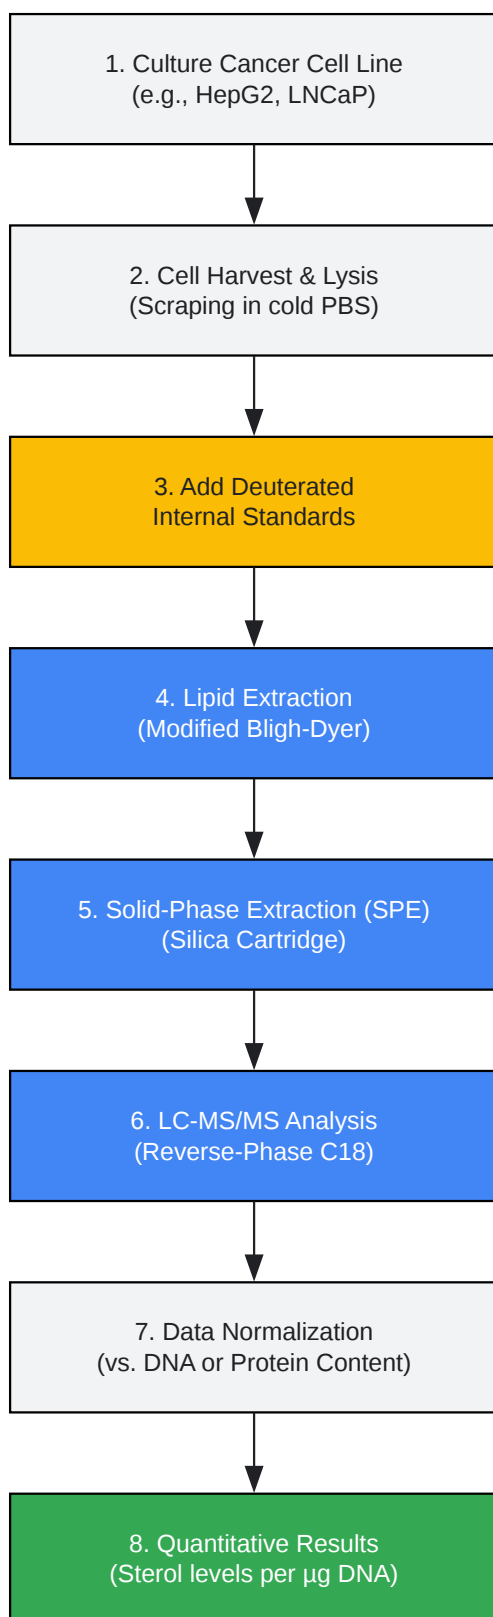 1. Culture Cancer Cell Line
(e.g., HepG2, LNCaP)
2. Cell Harvest & Lysis
(Scraping in cold PBS)
3. Add Deuterated
Internal Standards
4. Lipid Extraction
(Modified Bligh-Dyer)
5. Solid-Phase Extraction (SPE)
(Silica Cartridge)
6. LC-MS/MS Analysis
(Reverse-Phase C18)
7. Data Normalization
(vs. DNA or Protein Content)
8. Quantitative Results
(Sterol levels per µg DNA)